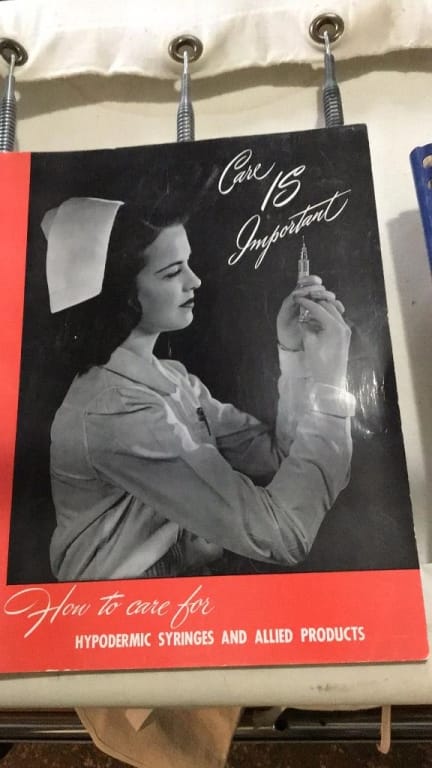 Care
IS
Important
How to care for
HYPODERMIC SYRINGES AND ALLIED PRODUCTS